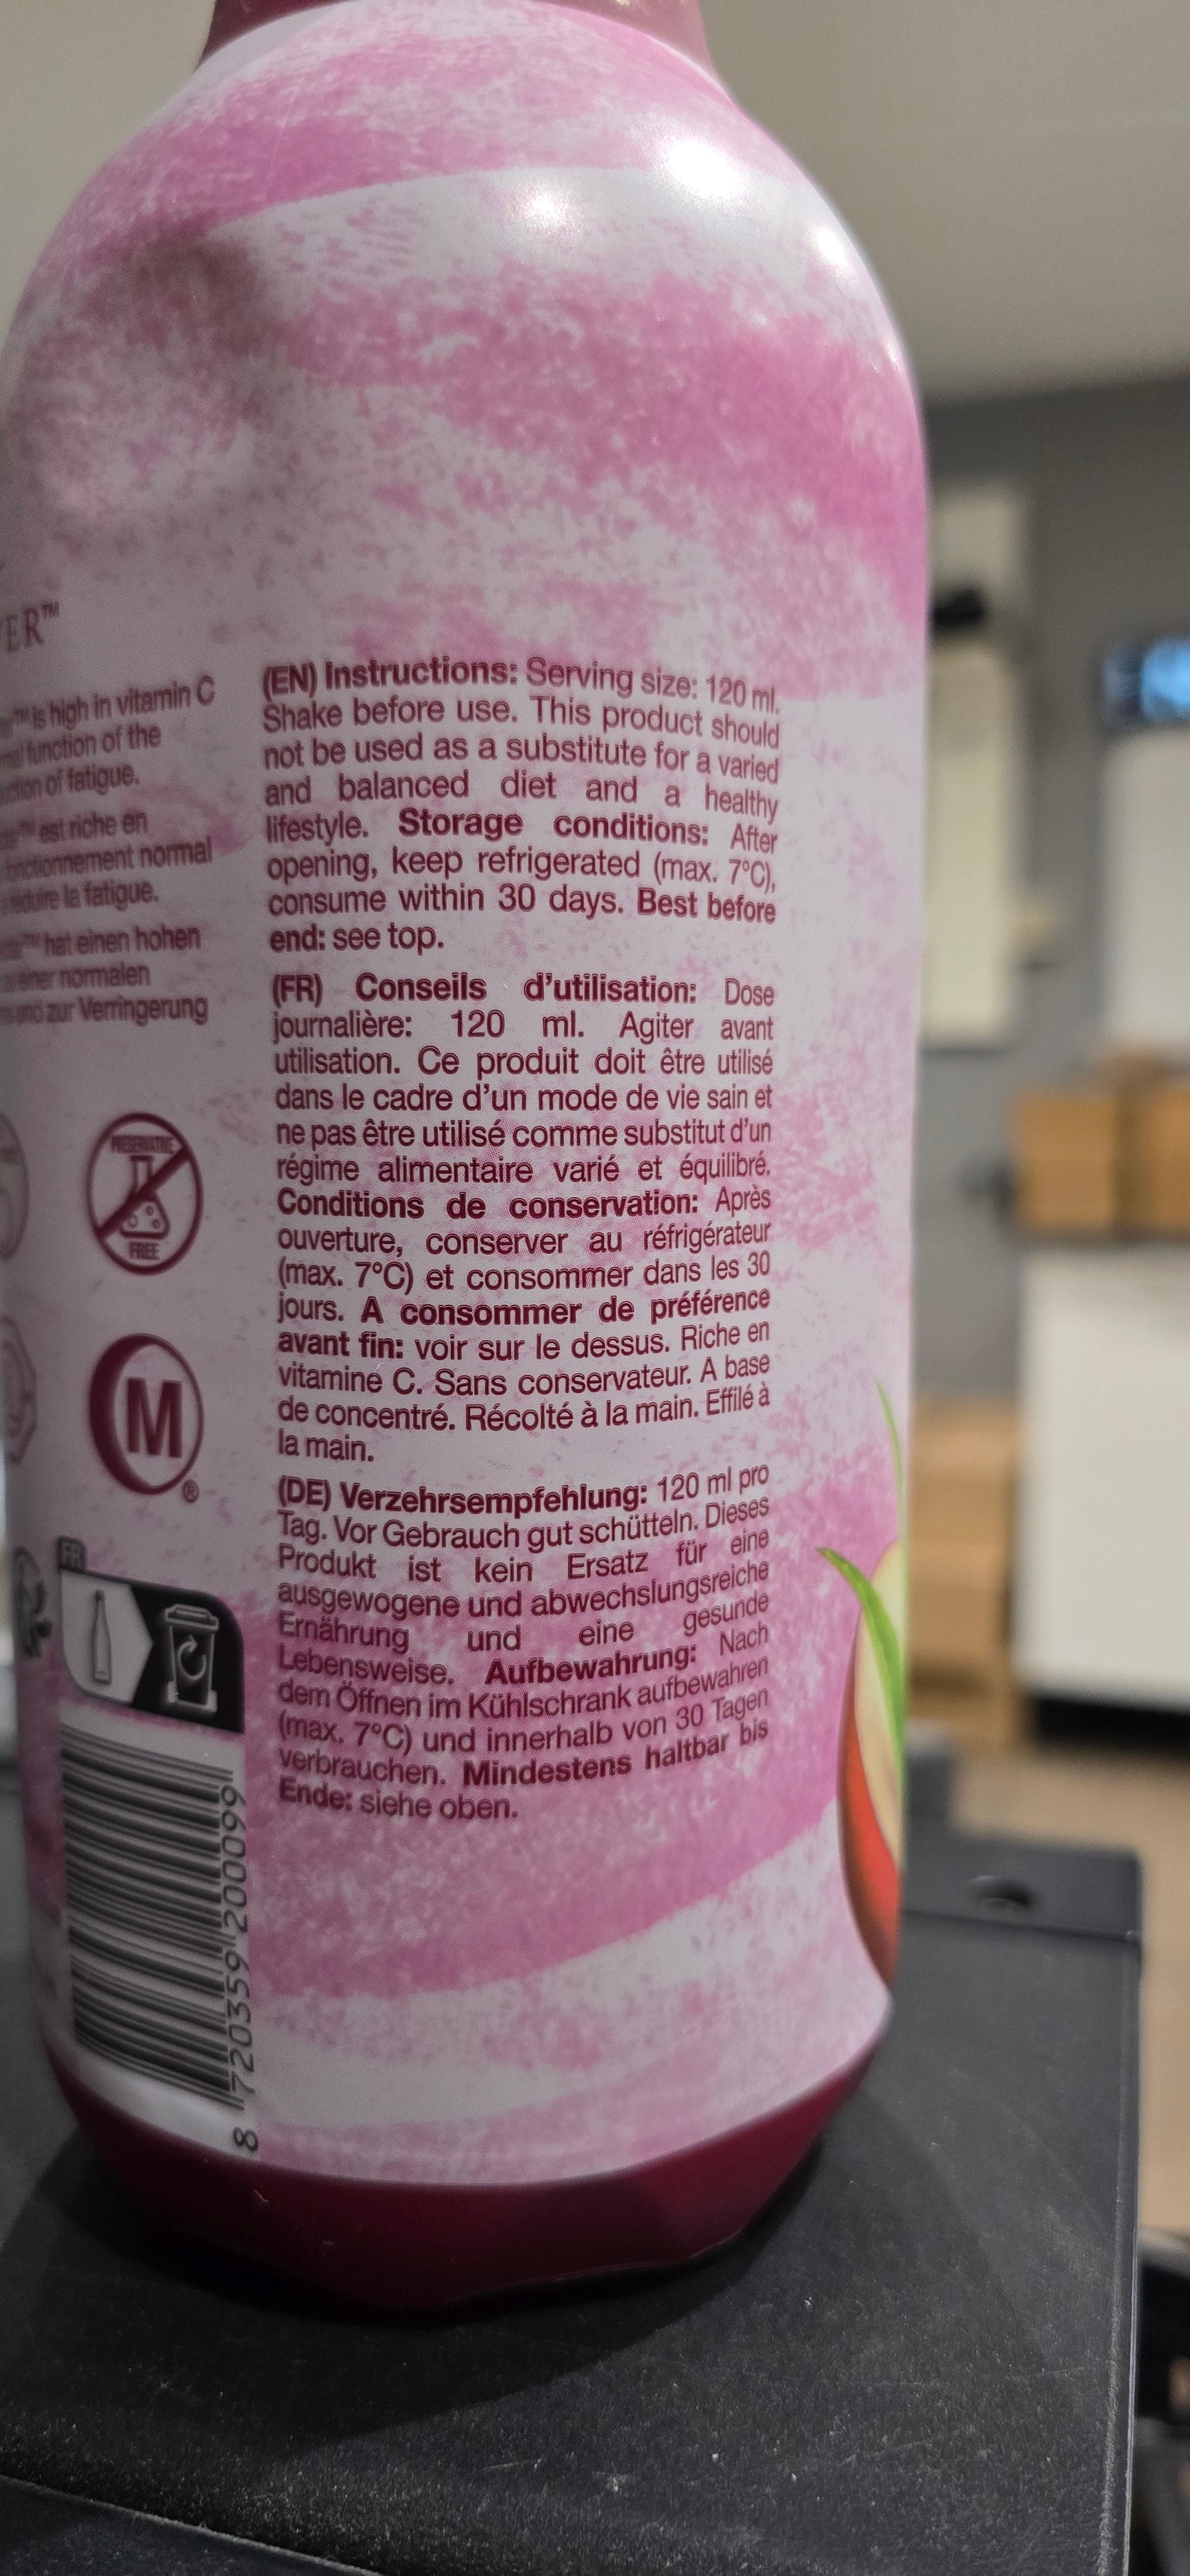 ER™
™ is high in vitamin C
function of the
of fatigue.
™ est riche en
fonctionnement normal
réduire la fatigue.
™ hat einen hohen
einer normalen
und zur Verringerung
PRESERVATIVE
FREE
M
®
FR
8 720359 200099
(EN) Instructions: Serving size: 120 ml.
Shake before use. This product should
not be used as a substitute for a varied
and balanced diet and a healthy
lifestyle. Storage conditions: After
opening, keep refrigerated (max. 7°C),
consume within 30 days. Best before
end: see top.
(FR) Conseils d'utilisation: Dose
journalière: 120 ml. Agiter avant
utilisation. Ce produit doit être utilisé
dans le cadre d'un mode de vie sain et
ne pas être utilisé comme substitut d'un
régime alimentaire varié et équilibré.
Conditions de conservation: Après
ouverture, conserver au réfrigérateur
(max. 7°C) et consommer dans les 30
jours. A consommer de préférence
avant fin: voir sur le dessus. Riche en
vitamine C. Sans conservateur. A base
de concentré. Récolté à la main. Effilé à
la main.
(DE) Verzehrsempfehlung: 120 ml pro
Tag. Vor Gebrauch gut schütteln. Dieses
Produkt ist kein Ersatz für eine
ausgewogene und abwechslungsreiche
Ernährung und eine gesunde
Lebensweise. Aufbewahrung: Nach
dem Öffnen im Kühlschrank aufbewahren
(max. 7°C) und innerhalb von 30 Tagen
verbrauchen. Mindestens haltbar bis
Ende: siehe oben.